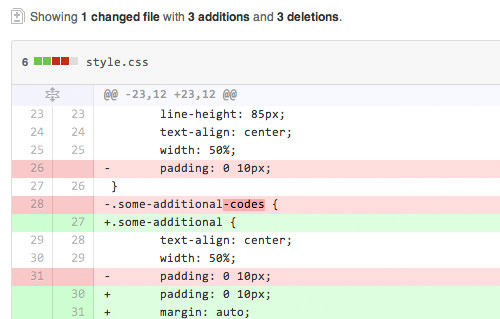 Showing 1 changed file with 3 additions and 3 deletions.
6 style.css
@@ -23,12 +23,12 @@
23 23 line-height: 85px;
24 24 text-align: center;
25 25 width: 50%;
26 - padding: 0 10px;
27 26 }
28 -.some-additional-codes {
27 +.some-additional {
29 28 text-align: center;
30 29 width: 50%;
31 - padding: 0 10px;
30 + padding: 0 10px;
31 + margin: auto;